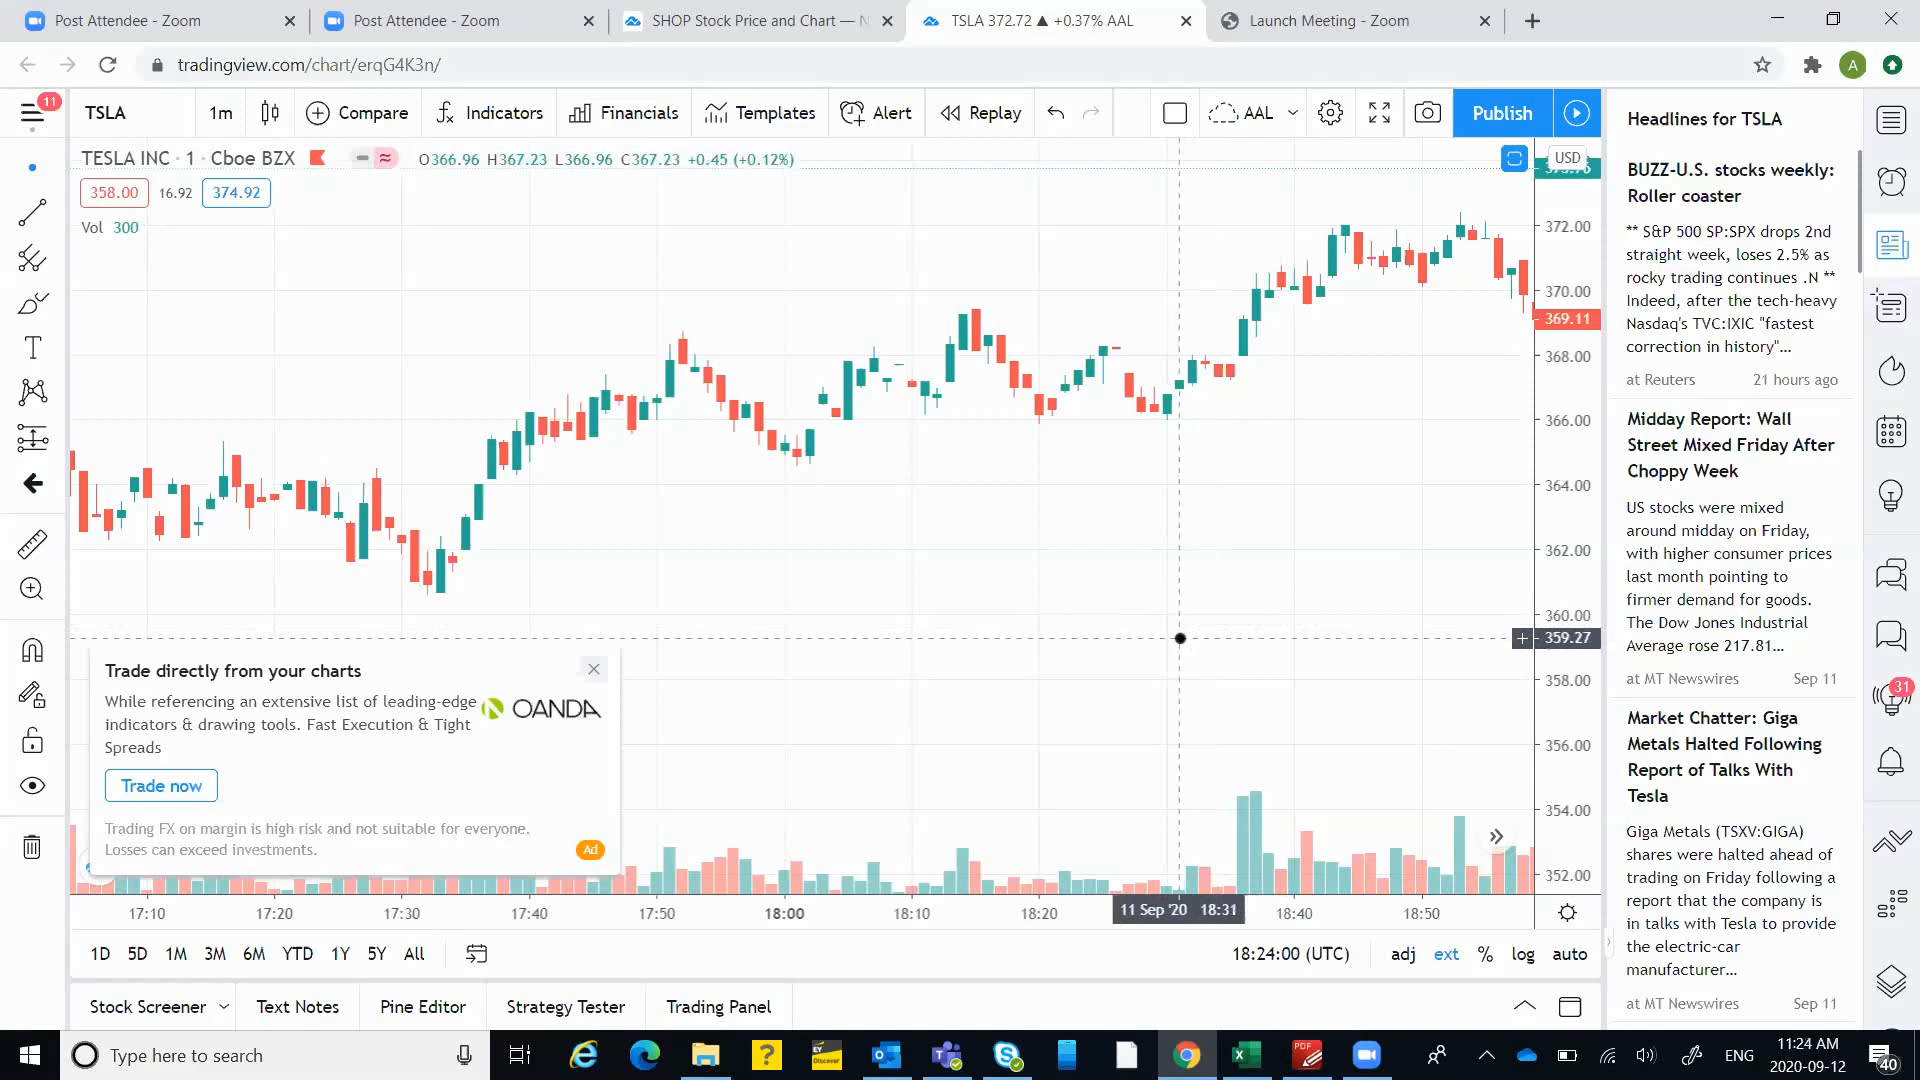 Post Attendee - Zoom
Post Attendee - Zoom
SHOP Stock Price and Chart — N
TSLA 372.72 ▲ +0.37% AAL
Launch Meeting - Zoom
tradingview.com/chart/erqG4K3n/
A
11
TSLA
1m
Compare
Indicators
Financials
Templates
Alert
Replay
AAL
Publish
TESLA INC · 1 · Cboe BZX
O366.96 H367.23 L366.96 C367.23 +0.45 (+0.12%)
358.00 16.92 374.92
Vol 300
USD
372.00
370.00
369.11
368.00
366.00
364.00
362.00
360.00
359.27
358.00
356.00
354.00
352.00
Trade directly from your charts
While referencing an extensive list of leading-edge
indicators & drawing tools. Fast Execution & Tight
Spreads
OANDA
Trade now
Trading FX on margin is high risk and not suitable for everyone.
Losses can exceed investments.
Ad
17:10 17:20 17:30 17:40 17:50 18:00 18:10 18:20 11 Sep '20 18:31 18:40 18:50
1D 5D 1M 3M 6M YTD 1Y 5Y All
18:24:00 (UTC) adj ext % log auto
Stock Screener Text Notes Pine Editor Strategy Tester Trading Panel
Headlines for TSLA
BUZZ-U.S. stocks weekly:
Roller coaster
** S&P 500 SP:SPX drops 2nd
straight week, loses 2.5% as
rocky trading continues .N **
Indeed, after the tech-heavy
Nasdaq's TVC:IXIC "fastest
correction in history"...
at Reuters 21 hours ago
Midday Report: Wall
Street Mixed Friday After
Choppy Week
US stocks were mixed
around midday on Friday,
with higher consumer prices
last month pointing to
firmer demand for goods.
The Dow Jones Industrial
Average rose 217.81...
at MT Newswires Sep 11
Market Chatter: Giga
Metals Halted Following
Report of Talks With
Tesla
Giga Metals (TSXV:GIGA)
shares were halted ahead of
trading on Friday following a
report that the company is
in talks with Tesla to provide
the electric-car
manufacturer...
at MT Newswires Sep 11
31
Type here to search
EY
Discover
PDF
ENG
11:24 AM
2020-09-12
40